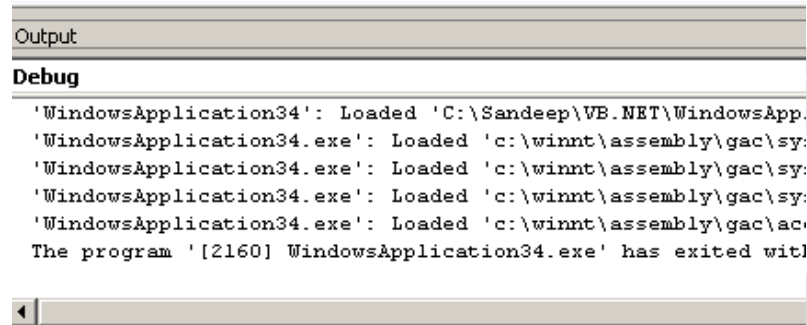 Output
Debug
'WindowsApplication34': Loaded 'C:\Sandeep\VB.NET\WindowsApp
'WindowsApplication34.exe': Loaded 'c:\winnt\assembly\gac\sy
'WindowsApplication34.exe': Loaded 'c:\winnt\assembly\gac\sy
'WindowsApplication34.exe': Loaded 'c:\winnt\assembly\gac\sy
'WindowsApplication34.exe': Loaded 'c:\winnt\assembly\gac\ac
The program '[2160] WindowsApplication34.exe' has exited